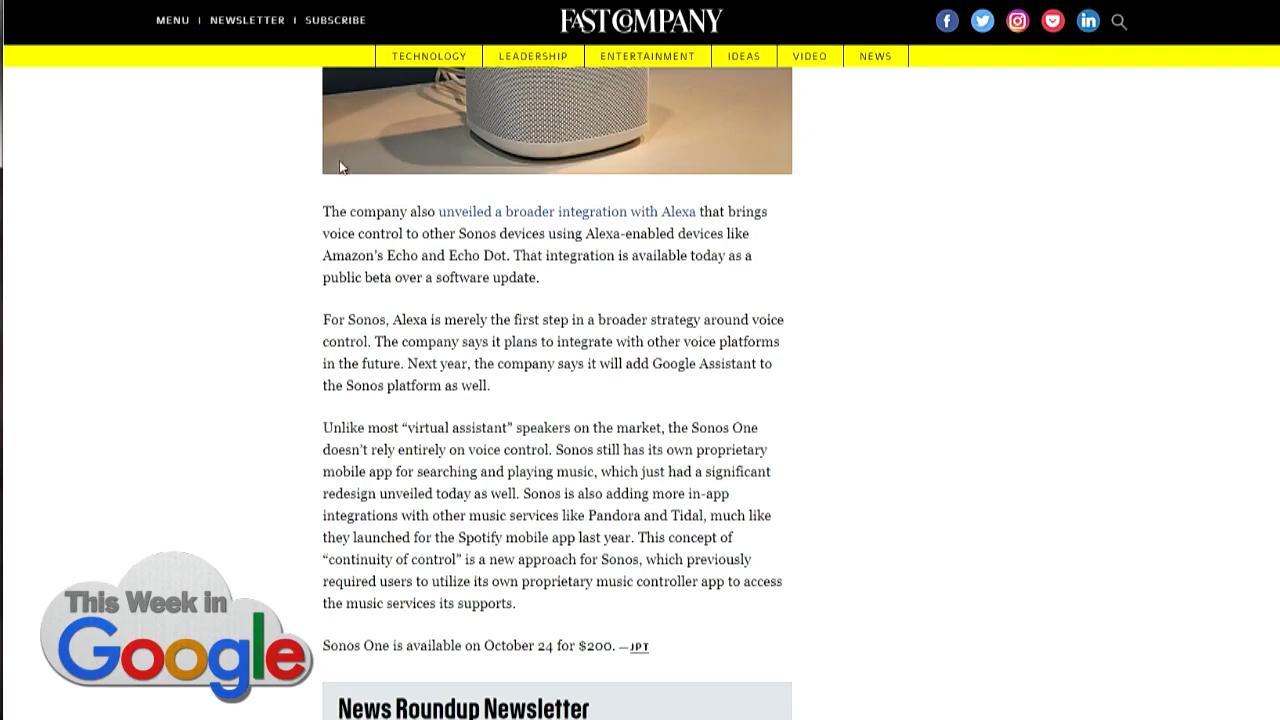 MENU | NEWSLETTER | SUBSCRIBE
FAST COMPANY
TECHNOLOGY | LEADERSHIP | ENTERTAINMENT | IDEAS | VIDEO | NEWS
The company also unveiled a broader integration with Alexa that brings
voice control to other Sonos devices using Alexa-enabled devices like
Amazon’s Echo and Echo Dot. That integration is available today as a
public beta over a software update.
For Sonos, Alexa is merely the first step in a broader strategy around voice
control. The company says it plans to integrate with other voice platforms
in the future. Next year, the company says it will add Google Assistant to
the Sonos platform as well.
Unlike most “virtual assistant” speakers on the market, the Sonos One
doesn’t rely entirely on voice control. Sonos still has its own proprietary
mobile app for searching and playing music, which just had a significant
redesign unveiled today as well. Sonos is also adding more in-app
integrations with other music services like Pandora and Tidal, much like
they launched for the Spotify mobile app last year. This concept of
“continuity of control” is a new approach for Sonos, which previously
required users to utilize its own proprietary music controller app to access
the music services its supports.
Sonos One is available on October 24 for $200. —JPT
News Roundup Newsletter
This Week in
Google